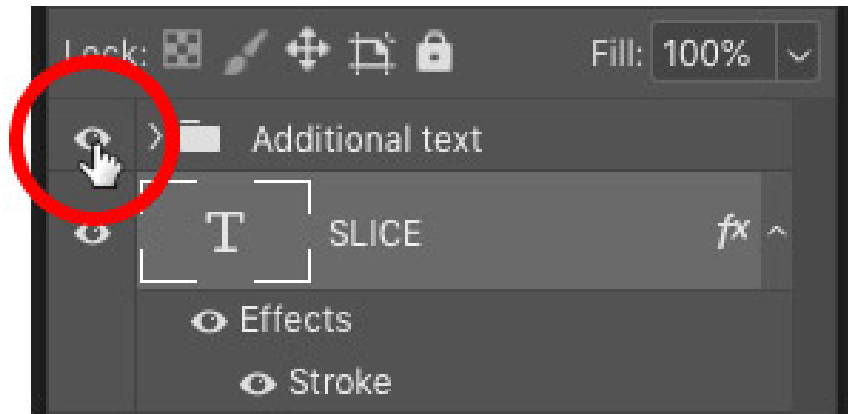 Lock: Fill: 100%
Additional text
T SLICE fx
Effects
Stroke